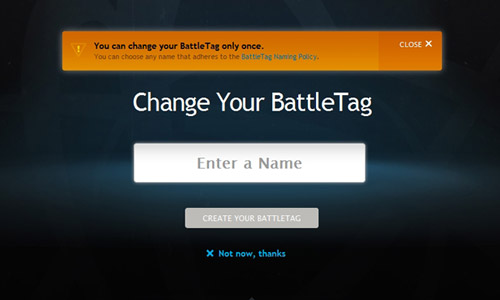 You can change your BattleTag only once.
CLOSE ✕
You can choose any name that adheres to the BattleTag Naming Policy.
Change Your BattleTag
Enter a Name
CREATE YOUR BATTLETAG
✕ Not now, thanks